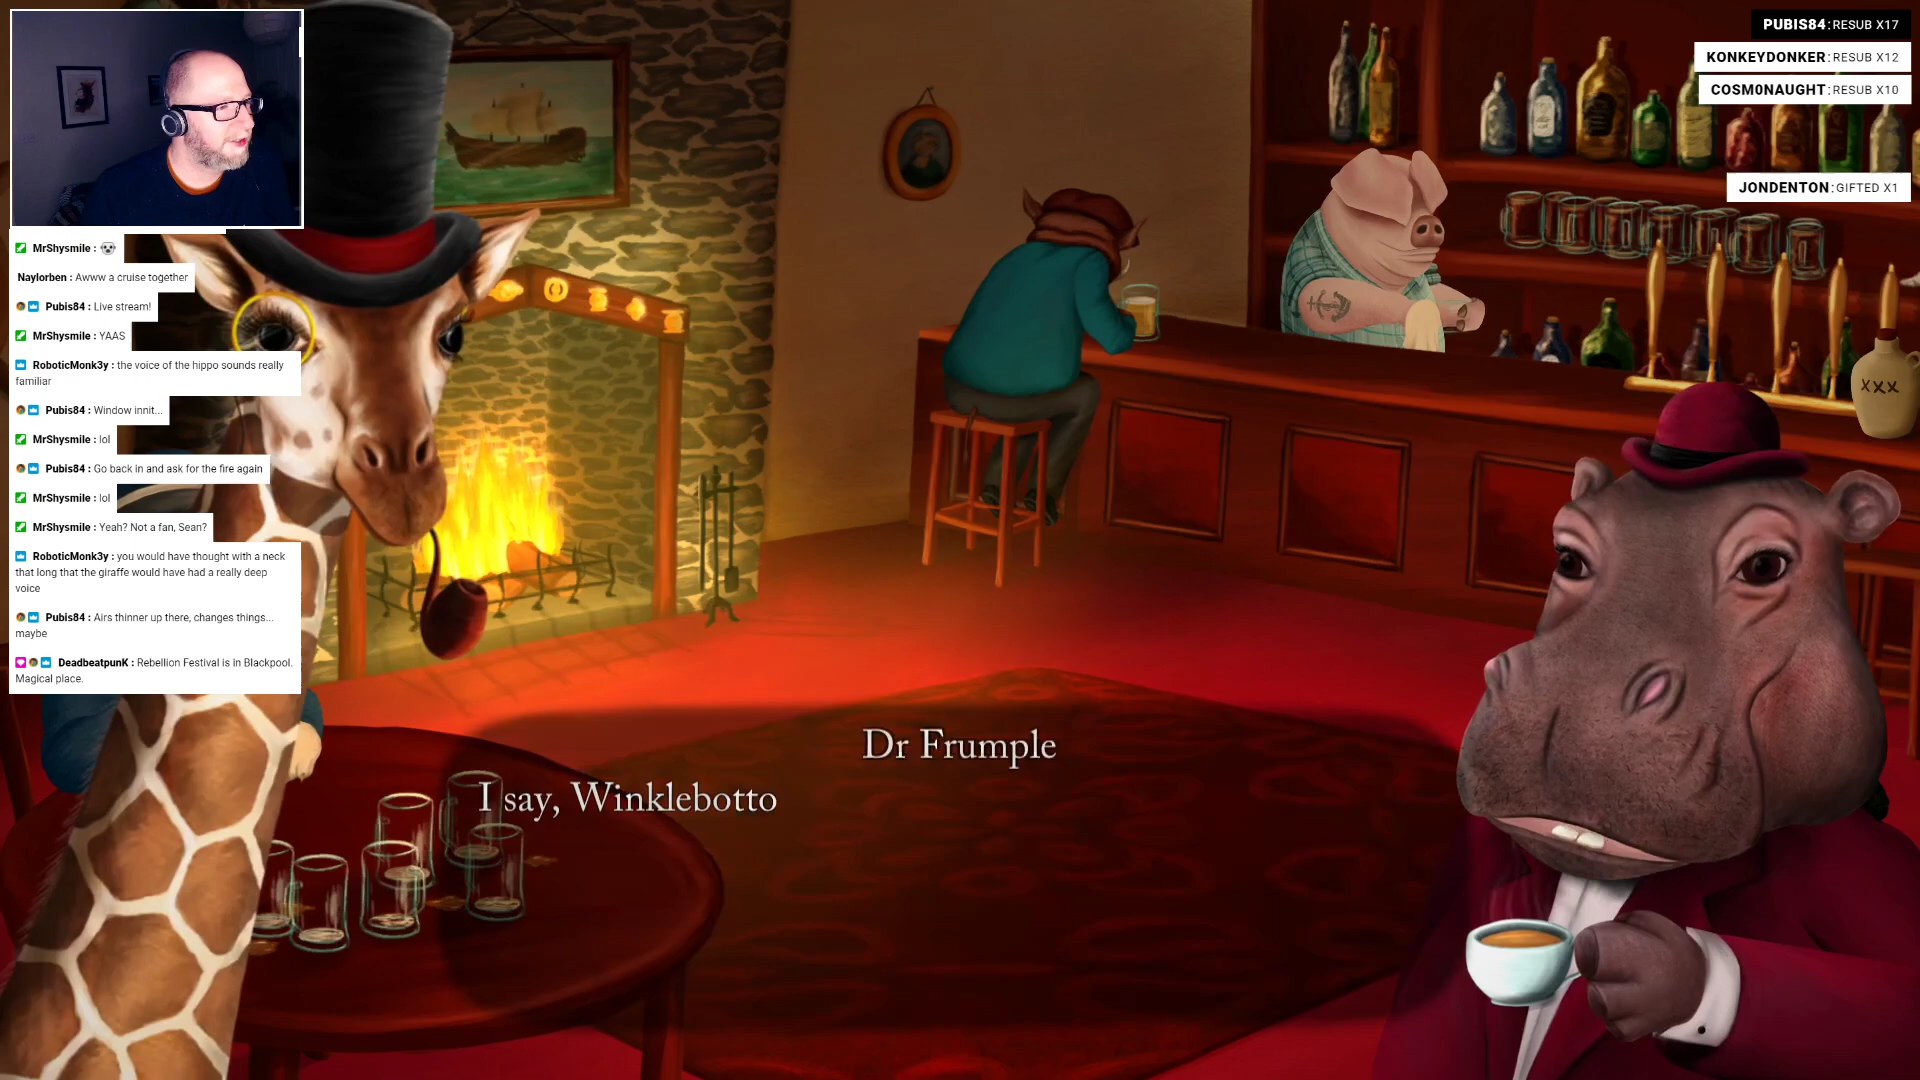 PUBIS84:RESUB X17
KONKEYDONKER:RESUB X12
COSM0NAUGHT:RESUB X10
JONDENTON:GIFTED X1
MrShysmile :
Naylorben : Awww a cruise together
Pubis84 : Live stream!
MrShysmile : YAAS
RoboticMonk3y : the voice of the hippo sounds really
familiar
Pubis84 : Window innit...
MrShysmile : lol
Pubis84 : Go back in and ask for the fire again
MrShysmile : lol
MrShysmile : Yeah? Not a fan, Sean?
RoboticMonk3y : you would have thought with a neck
that long that the giraffe would have had a really deep
voice
Pubis84 : Airs thinner up there, changes things...
maybe
DeadbeatpunK : Rebellion Festival is in Blackpool.
Magical place.
XXX
Dr Frumple
I say, Winklebotto